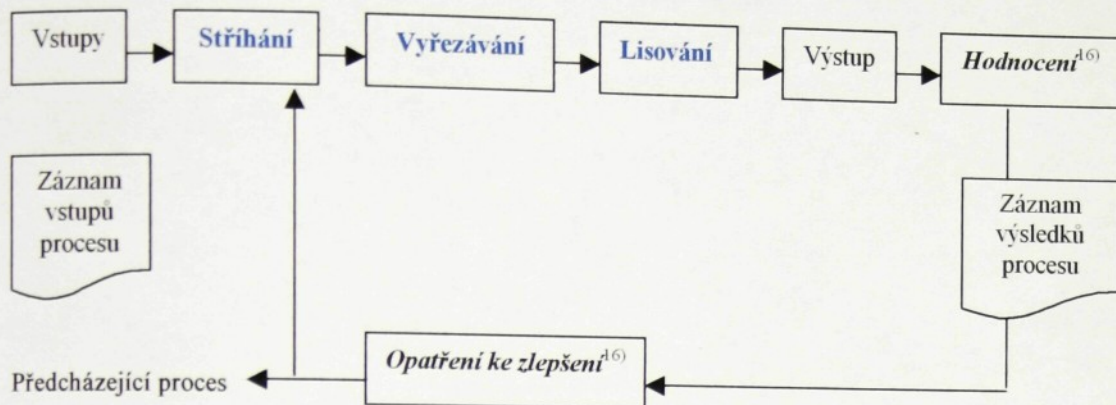 Vstupy
Stříhání
Vyřezávání
Lisování
Výstup
Hodnocení16)
Záznam
vstupů
procesu
Záznam
výsledků
procesu
Opatření ke zlepšení16)
Předcházející proces